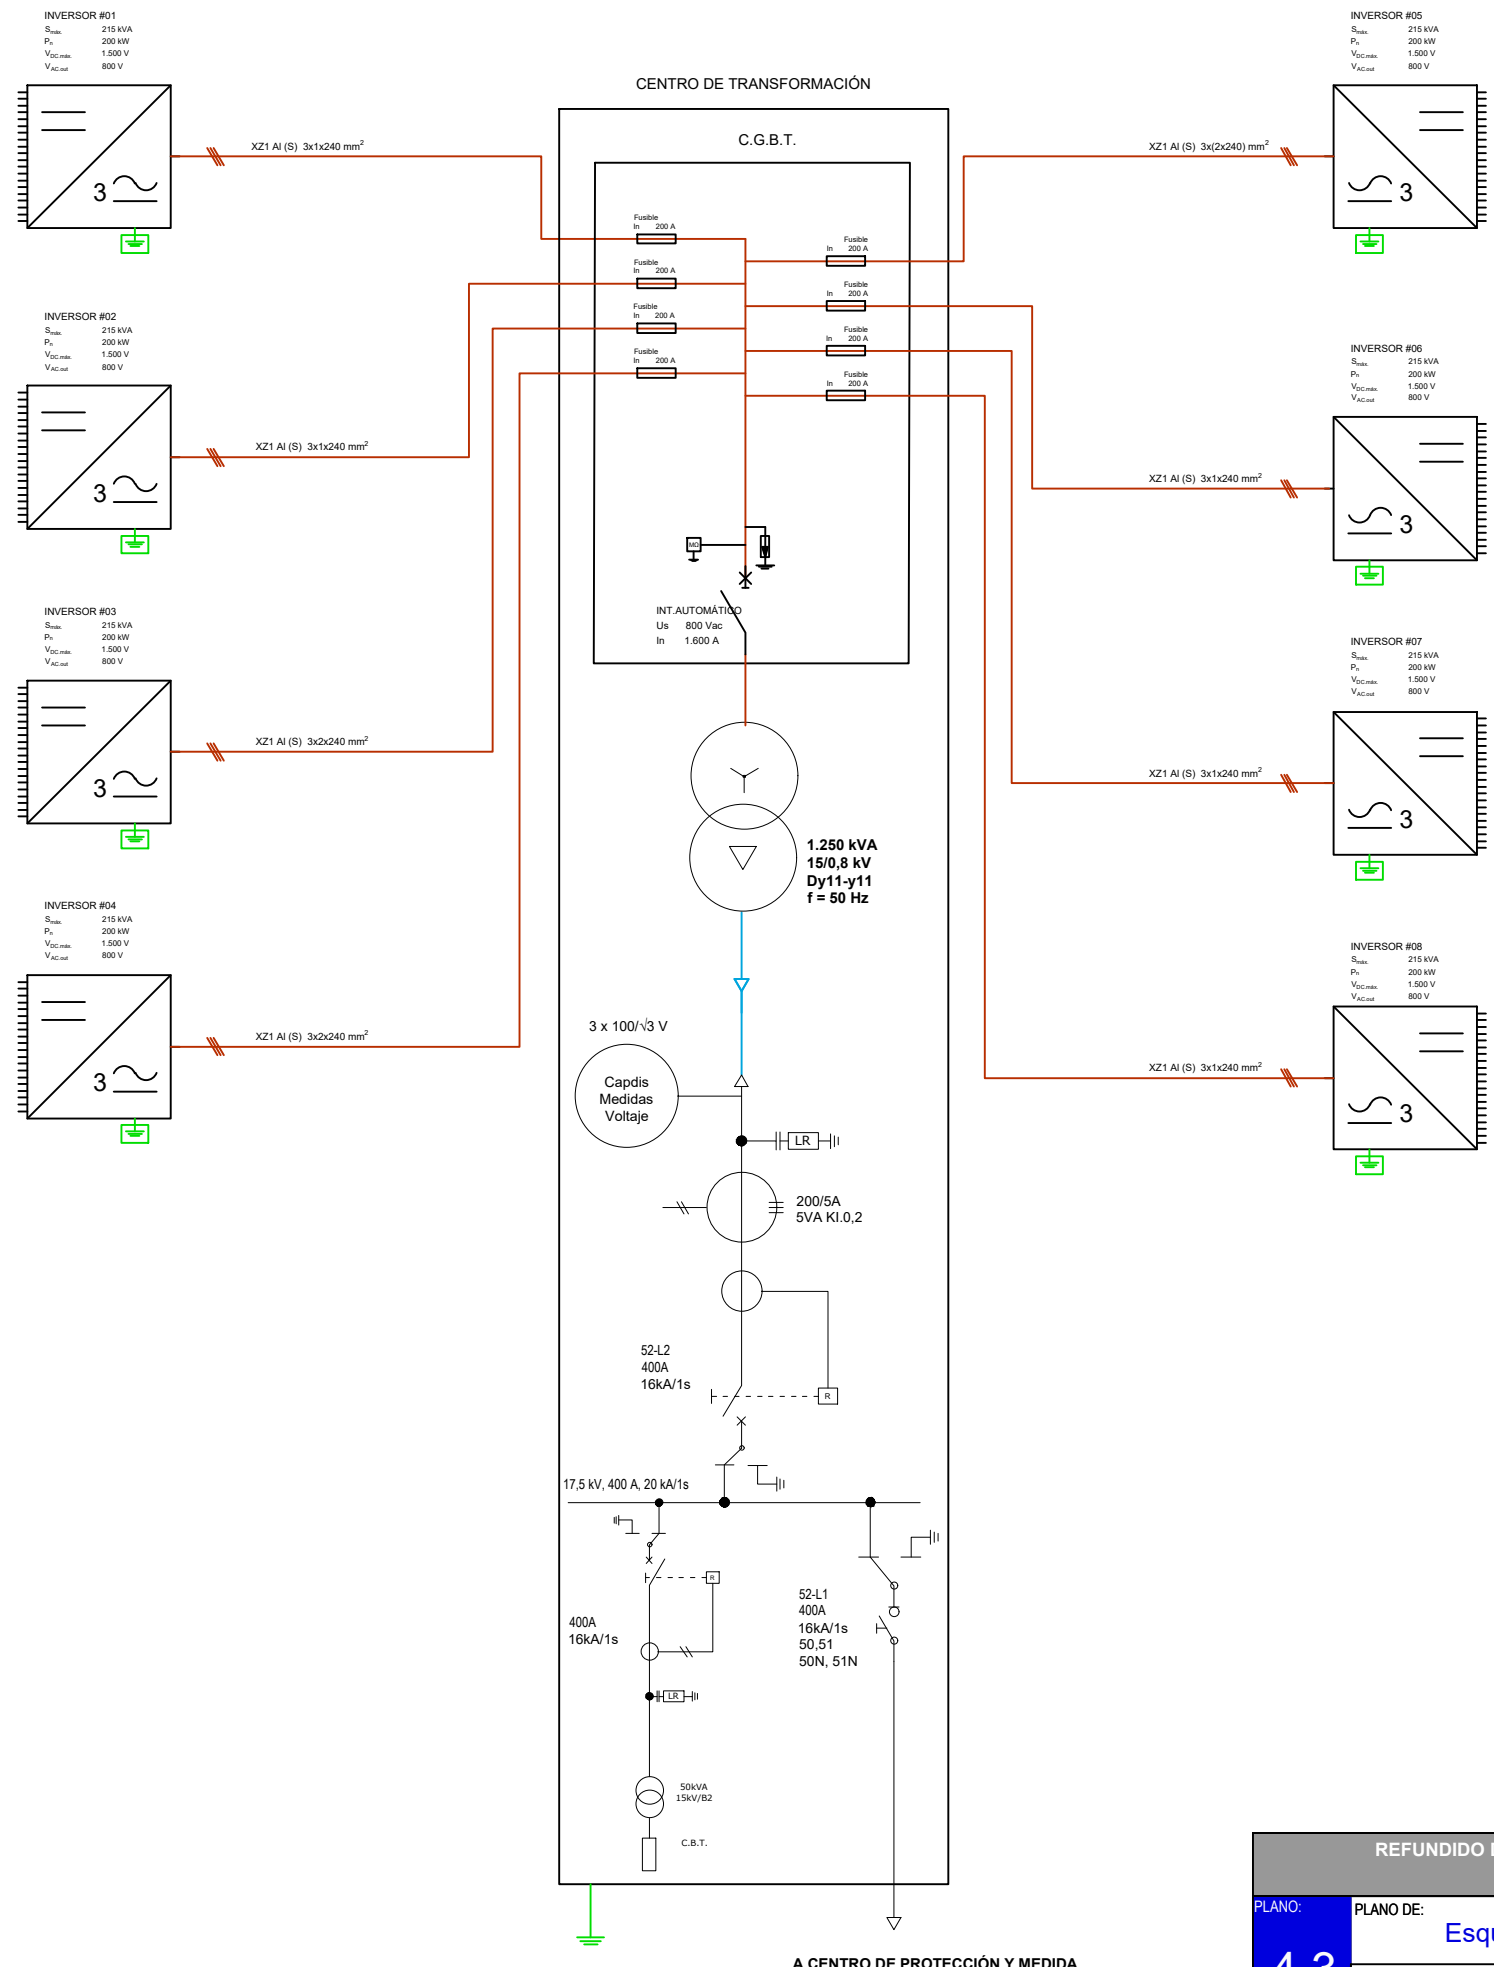 INVERSOR #01
Smáx. 215 kVA
Pn 200 kW
VDC.máx. 1.500 V
VAC.out 800 V
XZ1 Al (S) 3x1x240 mm²
3
INVERSOR #02
Smáx. 215 kVA
Pn 200 kW
VDC.máx. 1.500 V
VAC.out 800 V
XZ1 Al (S) 3x1x240 mm²
3
INVERSOR #03
Smáx. 215 kVA
Pn 200 kW
VDC.máx. 1.500 V
VAC.out 800 V
XZ1 Al (S) 3x2x240 mm²
3
INVERSOR #04
Smáx. 215 kVA
Pn 200 kW
VDC.máx. 1.500 V
VAC.out 800 V
XZ1 Al (S) 3x2x240 mm²
3
CENTRO DE TRANSFORMACIÓN
C.G.B.T.
Fusible
In 200 A
Fusible
In 200 A
Fusible
In 200 A
Fusible
In 200 A
Fusible
In 200 A
Fusible
In 200 A
Fusible
In 200 A
Fusible
In 200 A
MΩ
INT.AUTOMÁTICO
Us 800 Vac
In 1.600 A
1.250 kVA
15/0,8 kV
Dy11-y11
f = 50 Hz
3 x 100/√3 V
Capdis
Medidas
Voltaje
LR
200/5A
5VA Kl.0,2
52-L2
400A
16kA/1s
R
17,5 kV, 400 A, 20 kA/1s
R
400A
16kA/1s
LR
50kVA
15kV/B2
C.B.T.
52-L1
400A
16kA/1s
50,51
50N, 51N
A CENTRO DE PROTECCIÓN Y MEDIDA
INVERSOR #05
Smáx. 215 kVA
Pn 200 kW
VDC.máx. 1.500 V
VAC.out 800 V
XZ1 Al (S) 3x(2x240) mm²
3
INVERSOR #06
Smáx. 215 kVA
Pn 200 kW
VDC.máx. 1.500 V
VAC.out 800 V
XZ1 Al (S) 3x1x240 mm²
3
INVERSOR #07
Smáx. 215 kVA
Pn 200 kW
VDC.máx. 1.500 V
VAC.out 800 V
XZ1 Al (S) 3x1x240 mm²
3
INVERSOR #08
Smáx. 215 kVA
Pn 200 kW
VDC.máx. 1.500 V
VAC.out 800 V
XZ1 Al (S) 3x1x240 mm²
3
REFUNDIDO
PLANO:
4.3
PLANO DE: